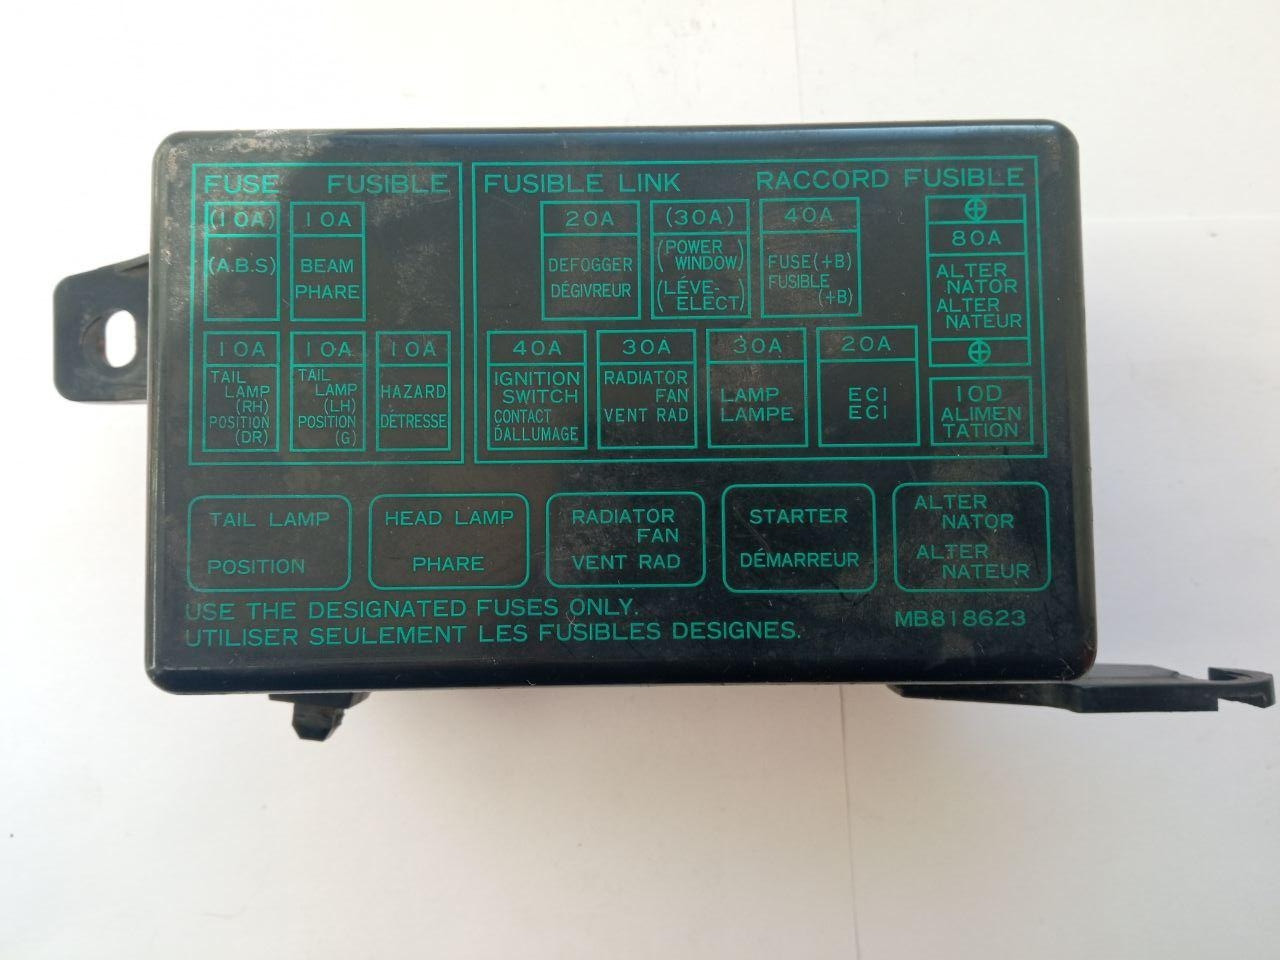 FUSE FUSIBLE
(10A)
(A.B.S)
10A
BEAM
PHARE
10A
TAIL
LAMP
(RH)
POSITION
(DR)
10A
TAIL
LAMP
(LH)
POSITION
(G)
10A
HAZARD
DÉTRESSE
FUSIBLE LINK RACCORD FUSIBLE
20A
DEFOGGER
DÉGIVREUR
(30A)
(POWER
WINDOW)
(LÉVE-
ÉLECT)
40A
FUSE(+B)
FUSIBLE
(+B)
80A
ALTER
NATOR
ALTER
NATEUR
40A
IGNITION
SWITCH
CONTACT
D'ALLUMAGE
30A
RADIATOR
FAN
VENT RAD
30A
LAMP
LAMPE
20A
ECI
ECI
IOD
ALIMEN
TATION
TAIL LAMP
POSITION
HEAD LAMP
PHARE
RADIATOR
FAN
VENT RAD
STARTER
DÉMARREUR
ALTER
NATOR
ALTER
NATEUR
USE THE DESIGNATED FUSES ONLY.
UTILISER SEULEMENT LES FUSIBLES DESIGNES.
MB818623